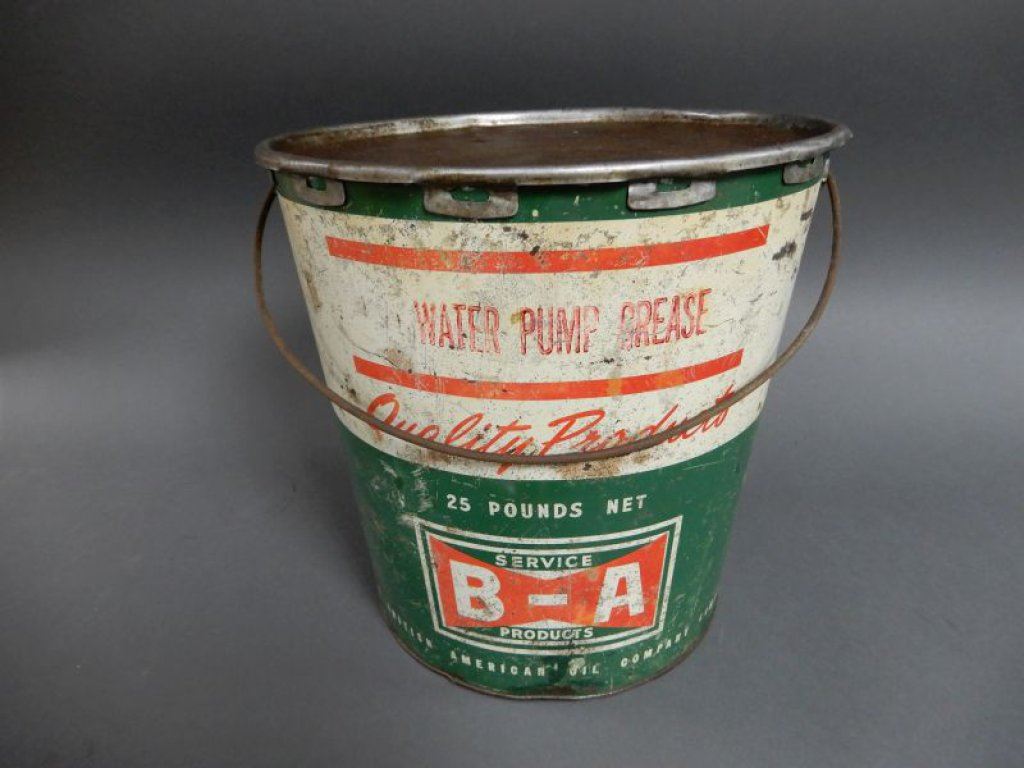 WATER PUMP GREASE
Quality Products
25 POUNDS NET
SERVICE
B-A
PRODUCTS
AMERICAN OIL COMPANY